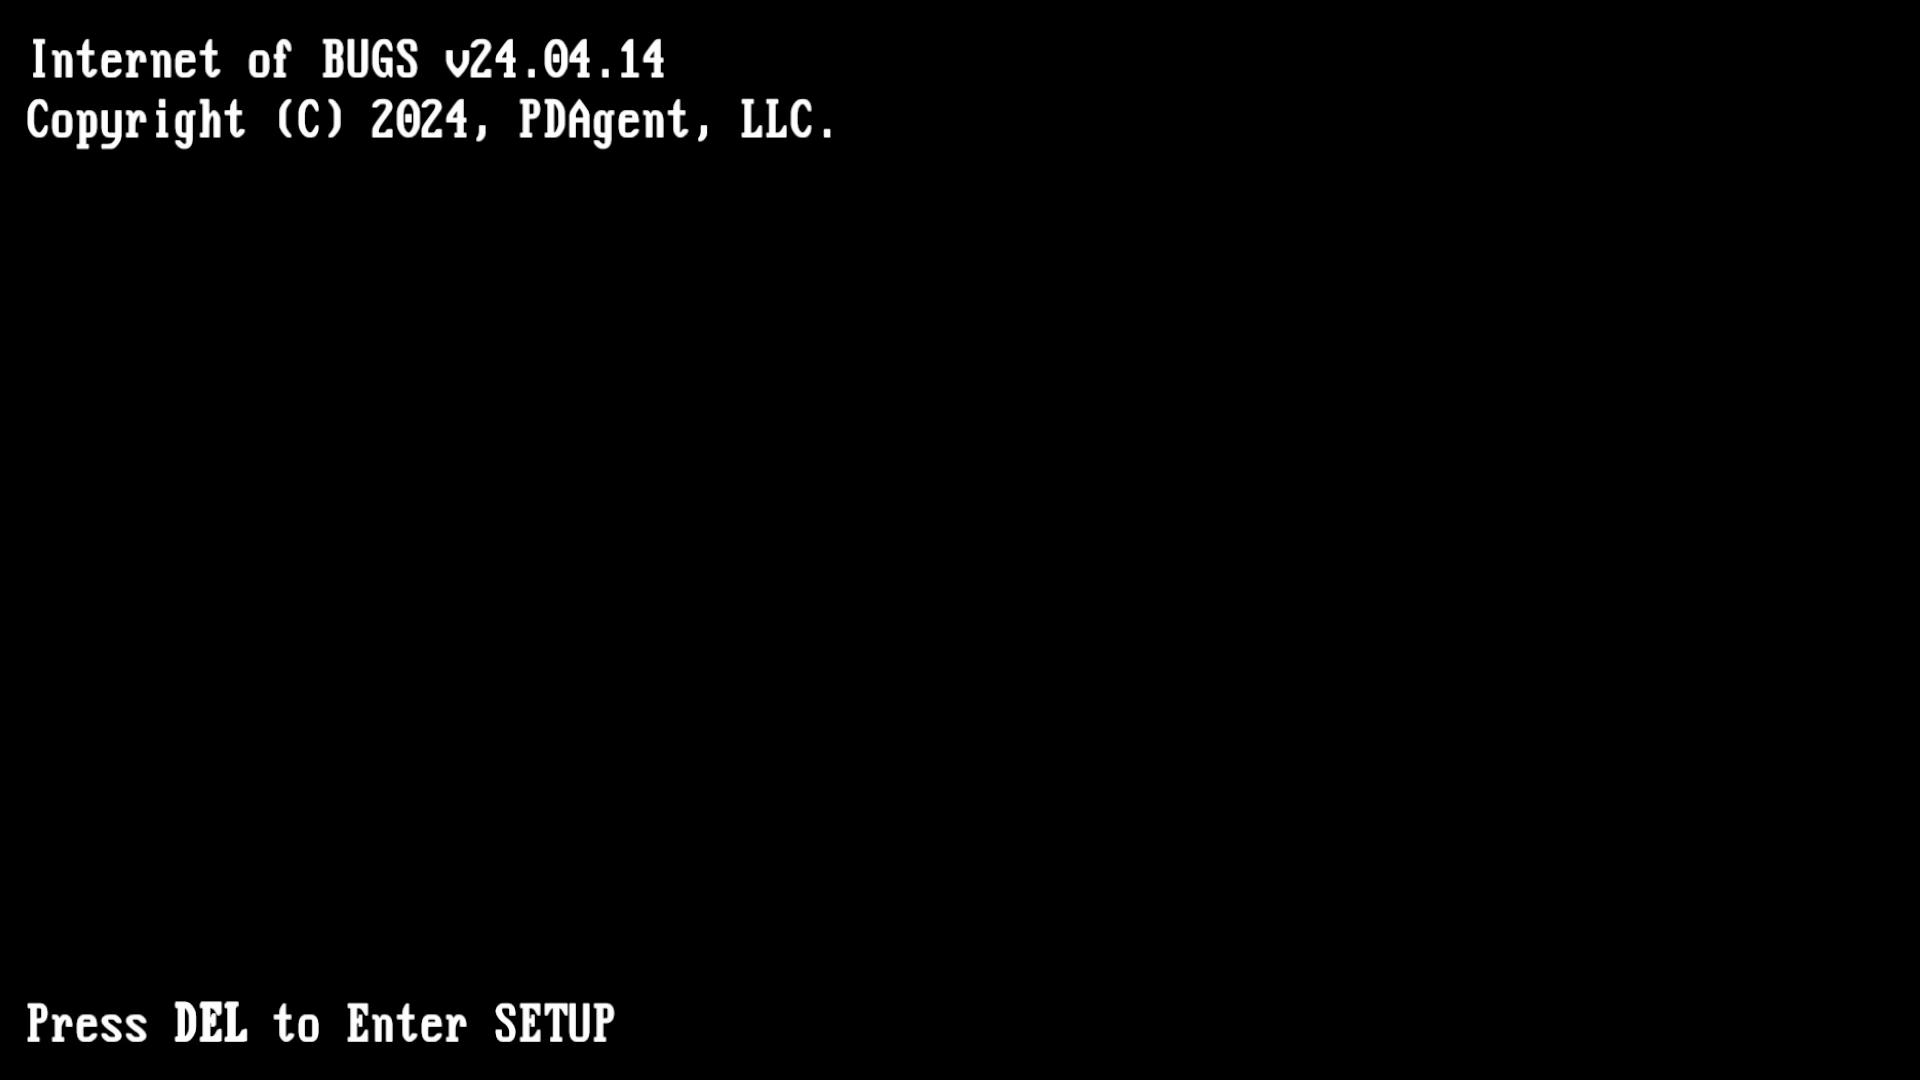 Internet of BUGS v24.04.14
Copyright (C) 2024, PDAgent, LLC.
Press DEL to Enter SETUP